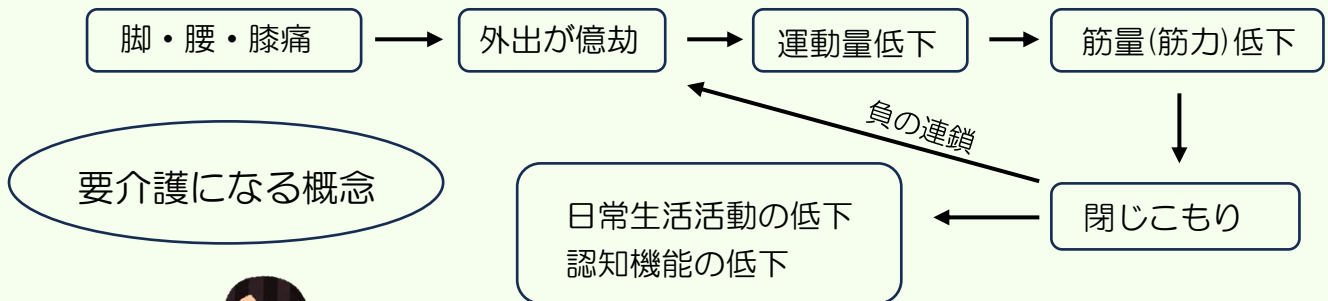 脚・腰・膝痛
外出が億劫
運動量低下
筋量(筋力)低下
負の連鎖
要介護になる概念
閉じこもり
日常生活活動の低下
認知機能の低下